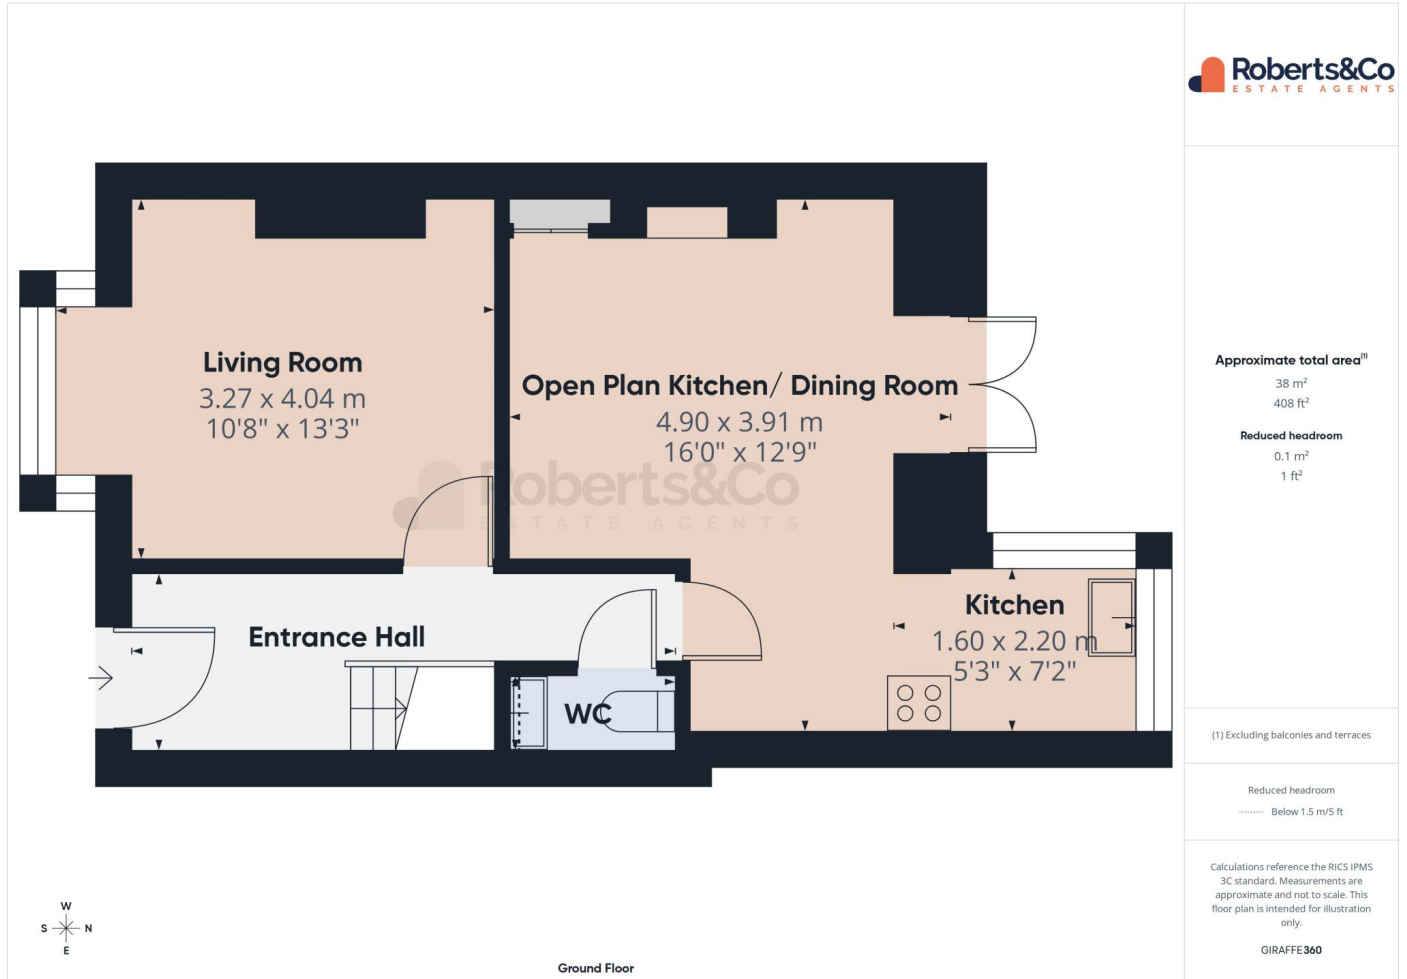 Roberts&Co
ESTATE AGENTS
Approximate total area(1)
38 m²
408 ft²
Reduced headroom
0.1 m²
1 ft²
(1) Excluding balconies and terraces
Reduced headroom
Below 1.5 m/5 ft
Calculations reference the RICS IPMS
3C standard. Measurements are
approximate and not to scale. This
floor plan is intended for illustration
only.
GIRAFFE360
Living Room
3.27 x 4.04 m
10'8" x 13'3"
Open Plan Kitchen/ Dining Room
4.90 x 3.91 m
16'0" x 12'9"
Roberts&Co
ESTATE AGENTS
Kitchen
1.60 x 2.20 m
5'3" x 7'2"
Entrance Hall
WC
W
S N
E
Ground Floor